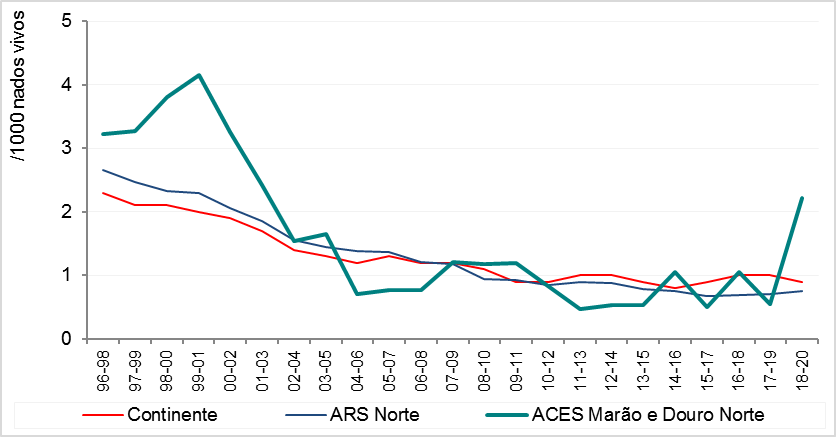 /1000 nados vivos
5
4
3
2
1
0
96-98 97-99 98-00 99-01 00-02 01-03 02-04 03-05 04-06 05-07 06-08 07-09 08-10 09-11 10-12 11-13 12-14 13-15 14-16 15-17 16-18 17-19 18-20
Continente ARS Norte ACES Marão e Douro Norte